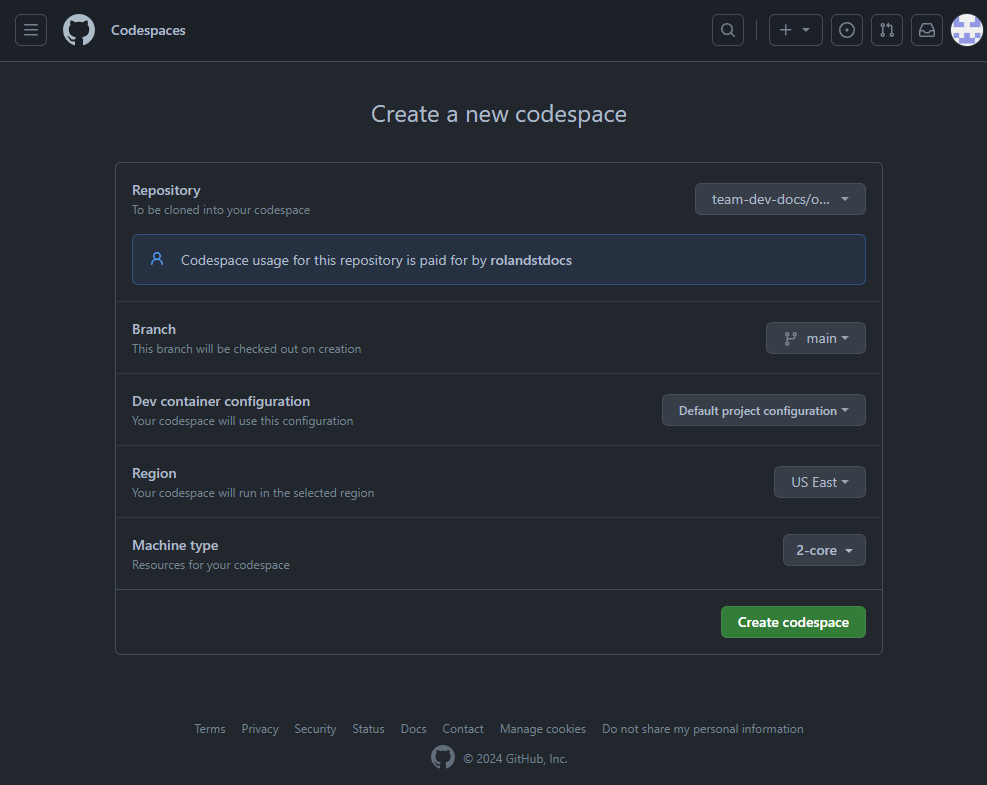 Codespaces
Create a new codespace
Repository
To be cloned into your codespace
team-dev-docs/o...
Codespace usage for this repository is paid for by rolandstdocs
Branch
This branch will be checked out on creation
main
Dev container configuration
Your codespace will use this configuration
Default project configuration
Region
Your codespace will run in the selected region
US East
Machine type
Resources for your codespace
2-core
Create codespace
Terms Privacy Security Status Docs Contact Manage cookies Do not share my personal information
© 2024 GitHub, Inc.